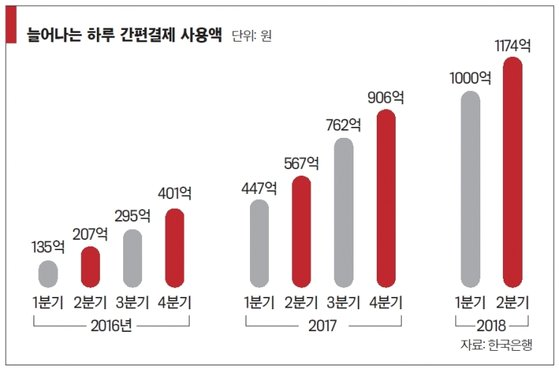 늘어나는 하루 간편결제 사용액 단위: 원
135억
207억
295억
401억
447억
567억
762억
906억
1000억
1174억
1분기 2분기 3분기 4분기 1분기 2분기 3분기 4분기 1분기 2분기
2016년 2017 2018
자료: 한국은행